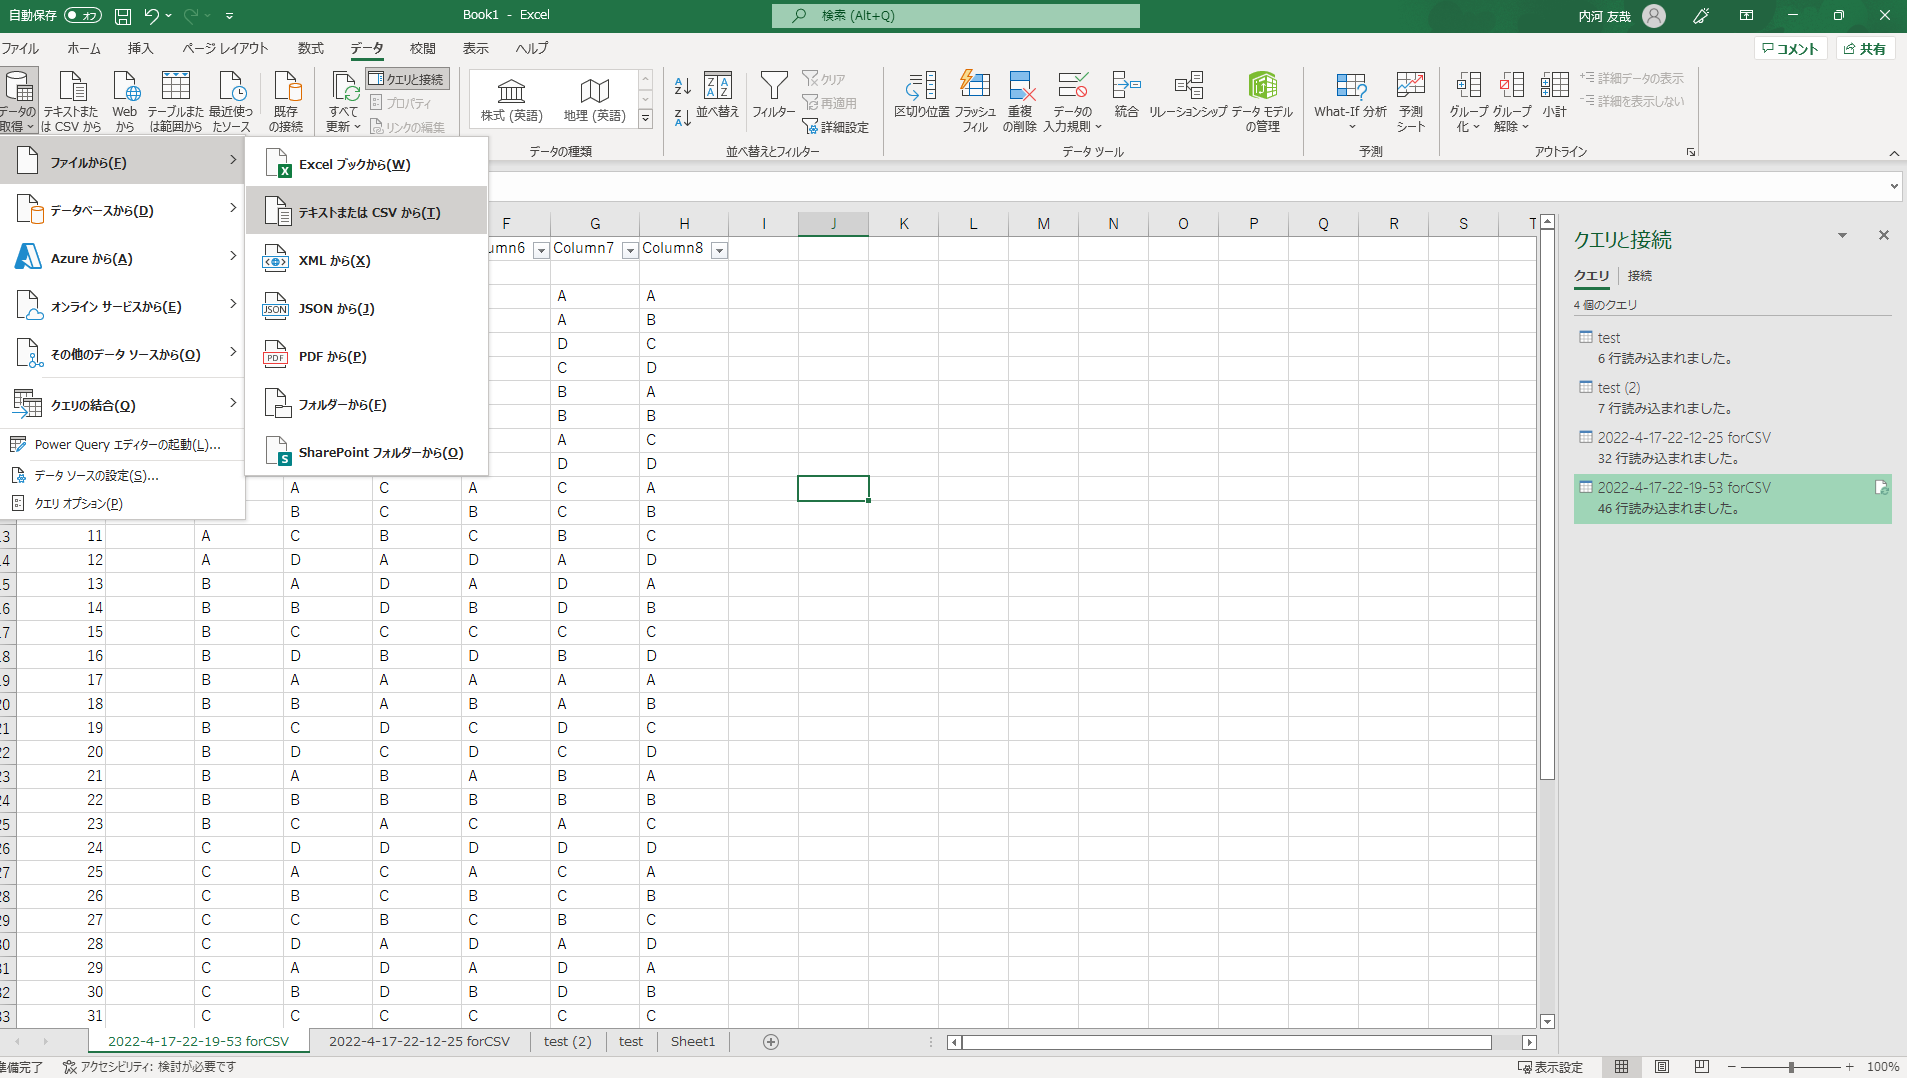 自動保存 オフ Book1 - Excel 検索 (Alt+Q) 内河 友哉
ファイル ホーム 挿入 ページ レイアウト 数式 データ 校閲 表示 ヘルプ コメント 共有
データの取得 テキストまたは CSV から Web から テーブルまたは範囲から 最近使ったソース 既存の接続
すべて更新 クエリと接続 プロパティ リンクの編集
株式 (英語) 地理 (英語) データの種類
並べ替え フィルター クリア 再適用 詳細設定 並べ替えとフィルター
区切り位置 フラッシュ フィル 重複の削除 データの入力規則 統合 リレーションシップ データ モデルの管理 データ ツール
What-If 分析 予測シート 予測
グループ化 グループ解除 小計 詳細データの表示 詳細を表示しない アウトライン
ファイルから(F)
データベースから(D)
Azure から(A)
オンライン サービスから(E)
その他のデータ ソースから(O)
クエリの結合(Q)
Power Query エディターの起動(L)...
データ ソースの設定(S)...
クエリ オプション(P)
Excel ブックから(W)
テキストまたは CSV から(T)
XML から(X)
JSON から(J)
PDF から(P)
フォルダーから(F)
SharePoint フォルダーから(O)
F G H I J K L M N O P Q R S T
umn6 Column7 Column8
A A
A B
D C
C D
B A
B B
A C
D D
A C A C A
B C B C B
13 11 A C B C B C
14 12 A D A D A D
15 13 B A D A D A
16 14 B B D B D B
17 15 B C C C C C
18 16 B D B D B D
19 17 B A A A A A
20 18 B B A B A B
21 19 B C D C D C
22 20 B D C D C D
23 21 B A B A B A
24 22 B B B B B B
25 23 B C A C A C
26 24 C D D D D D
27 25 C A C A C A
28 26 C B C B C B
29 27 C C B C B C
30 28 C D A D A D
31 29 C A D A D A
32 30 C B D B D B
33 31 C C C C C C
クエリと接続
クエリ 接続
4 個のクエリ
test
6 行読み込まれました。
test (2)
7 行読み込まれました。
2022-4-17-22-12-25 forCSV
32 行読み込まれました。
2022-4-17-22-19-53 forCSV
46 行読み込まれました。
2022-4-17-22-19-53 forCSV 2022-4-17-22-12-25 forCSV test (2) test Sheet1
準備完了 アクセシビリティ: 検討が必要です 表示設定 100%